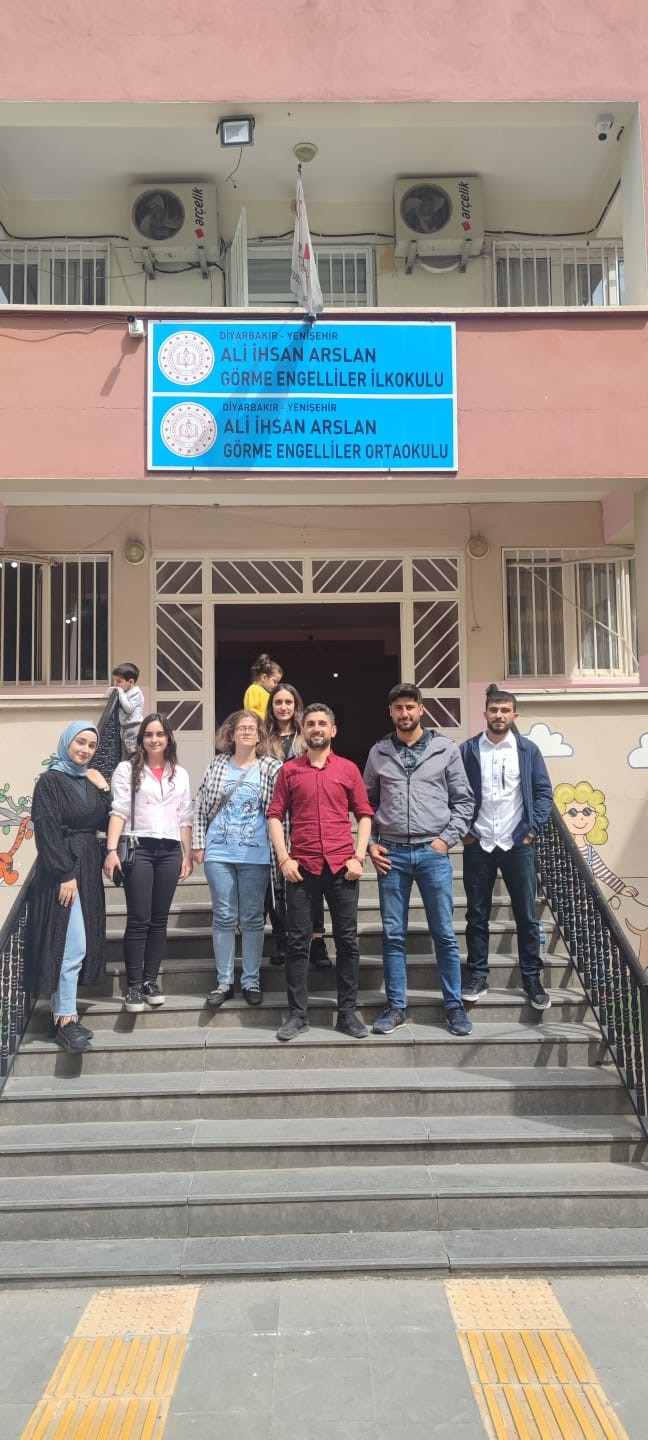 arçelik
arçelik
DİYARBAKIR - YENİŞEHİR
ALİ İHSAN ARSLAN
GÖRME ENGELLİLER İLKOKULU
DİYARBAKIR - YENİŞEHİR
ALİ İHSAN ARSLAN
GÖRME ENGELLİLER ORTAOKULU